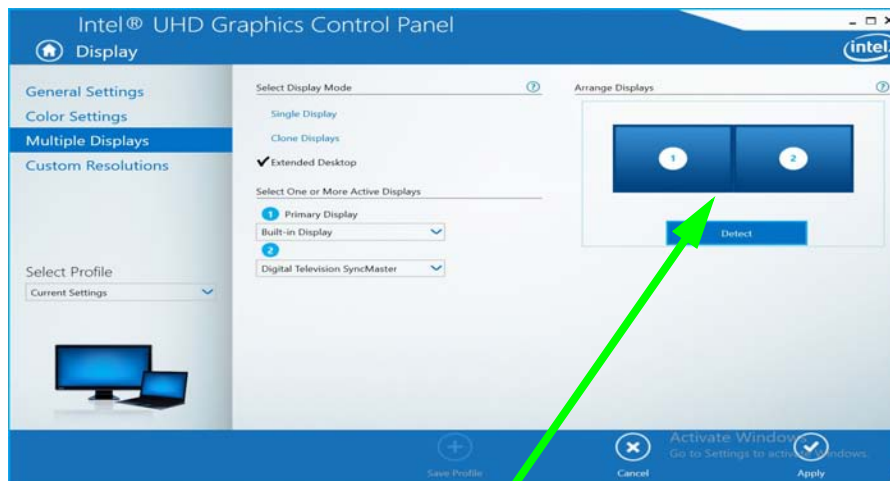 Intel® UHD Graphics Control Panel
Display
intel
General Settings
Color Settings
Multiple Displays
Custom Resolutions
Select Profile
Current Settings
Select Display Mode
Single Display
Clone Displays
Extended Desktop
Select One or More Active Displays
1 Primary Display
Built-in Display
2
Digital Television SyncMaster
Arrange Displays
1 2
Detect
Save Profile
Cancel
Apply
Activate Windows
Go to Settings to activate Windows.